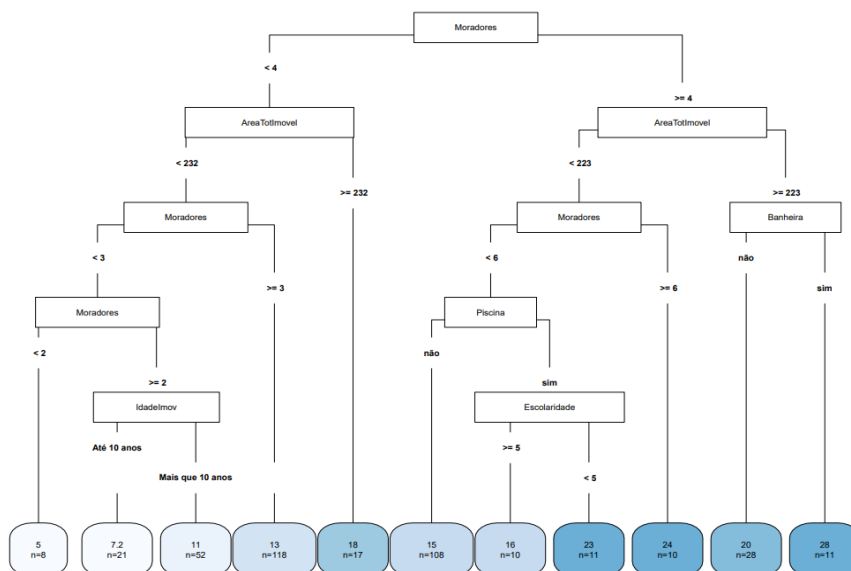 Moradores
< 4
>= 4
AreaTotImovel
AreaTotImovel
< 232
>= 232
< 223
>= 223
Moradores
Moradores
Banheira
< 3
>= 3
< 6
>= 6
não
sim
Moradores
Piscina
< 2
>= 2
não
sim
IdadeImov
Escolaridade
Até 10 anos
Mais que 10 anos
>= 5
< 5
5
n=8
7.2
n=21
11
n=52
13
n=118
18
n=17
15
n=108
16
n=10
23
n=11
24
n=10
20
n=28
28
n=11